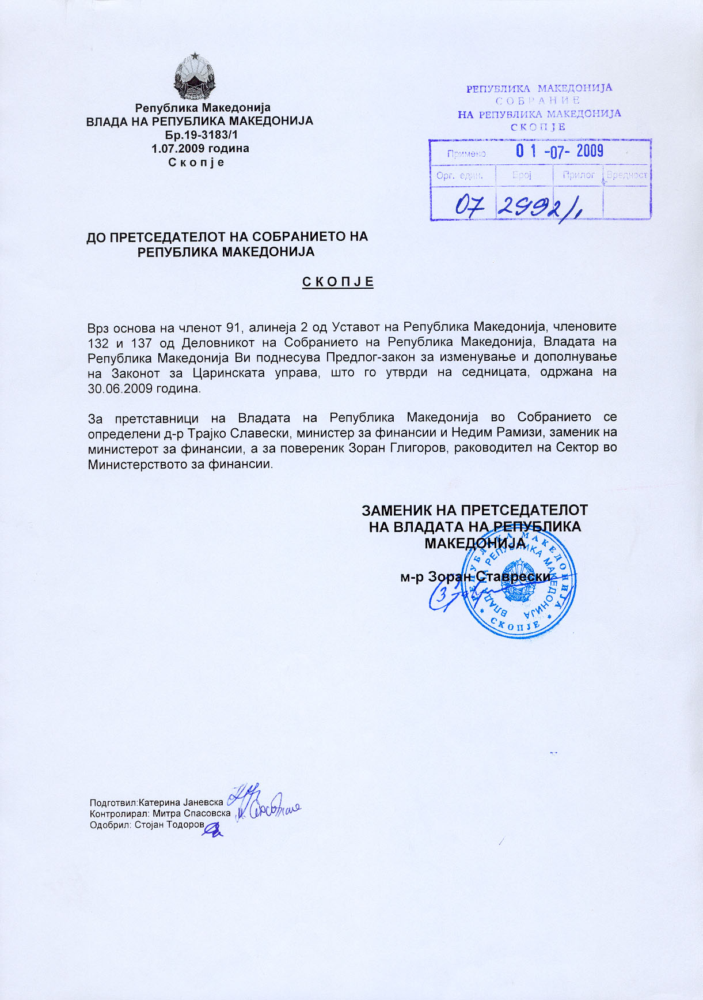 Република Македонија
ВЛАДА НА РЕПУБЛИКА МАКЕДОНИЈА
Бр.19-3183/1
1.07.2009 година
С к о п ј е
РЕПУБЛИКА МАКЕДОНИЈА
СОБРАНИЕ
НА РЕПУБЛИКА МАКЕДОНИЈА
СКОПЈЕ
Примено 01-07-2009
Орг. един. Број Прилог Вредност
07 2992/1
ДО ПРЕТСЕДАТЕЛОТ НА СОБРАНИЕТО НА
РЕПУБЛИКА МАКЕДОНИЈА
С К О П Ј Е
Врз основа на членот 91, алинеја 2 од Уставот на Република Македонија, членовите
132 и 137 од Деловникот на Собранието на Република Македонија, Владата на
Република Македонија Ви поднесува Предлог-закон за изменување и дополнување
на Законот за Царинската управа, што го утврди на седницата, одржана на
30.06.2009 година.
За претставници на Владата на Република Македонија во Собранието се
определени д-р Трајко Славески, министер за финансии и Недим Рамизи, заменик на
министерот за финансии, а за повереник Зоран Глигоров, раководител на Сектор во
Министерството за финансии.
ЗАМЕНИК НА ПРЕТСЕДАТЕЛОТ
НА ВЛАДАТА НА РЕПУБЛИКА
МАКЕДОНИЈА
м-р Зоран Ставрески
РЕПУБЛИКА МАКЕДОНИЈА
ВЛАДА НА РЕПУБЛИКА МАКЕДОНИЈА
СКОПЈЕ
Подготвил:Катерина Јаневска
Контролирал: Митра Спасовска
Одобрил: Стојан Тодоров